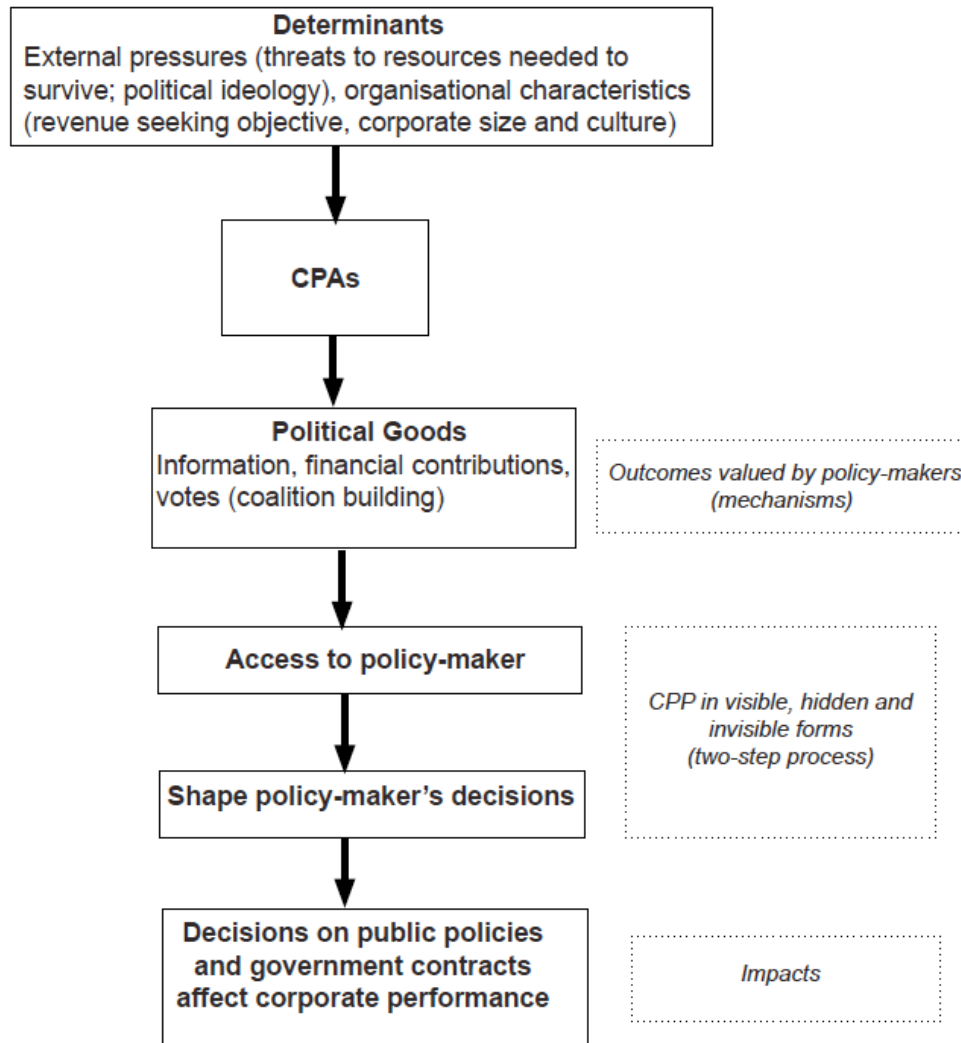 Determinants
External pressures (threats to resources needed to
survive; political ideology), organisational characteristics
(revenue seeking objective, corporate size and culture)
CPAs
Political Goods
Information, financial contributions,
votes (coalition building)
Outcomes valued by policy-makers
(mechanisms)
Access to policy-maker
CPP in visible, hidden and
invisible forms
(two-step process)
Shape policy-maker's decisions
Decisions on public policies
and government contracts
affect corporate performance
Impacts